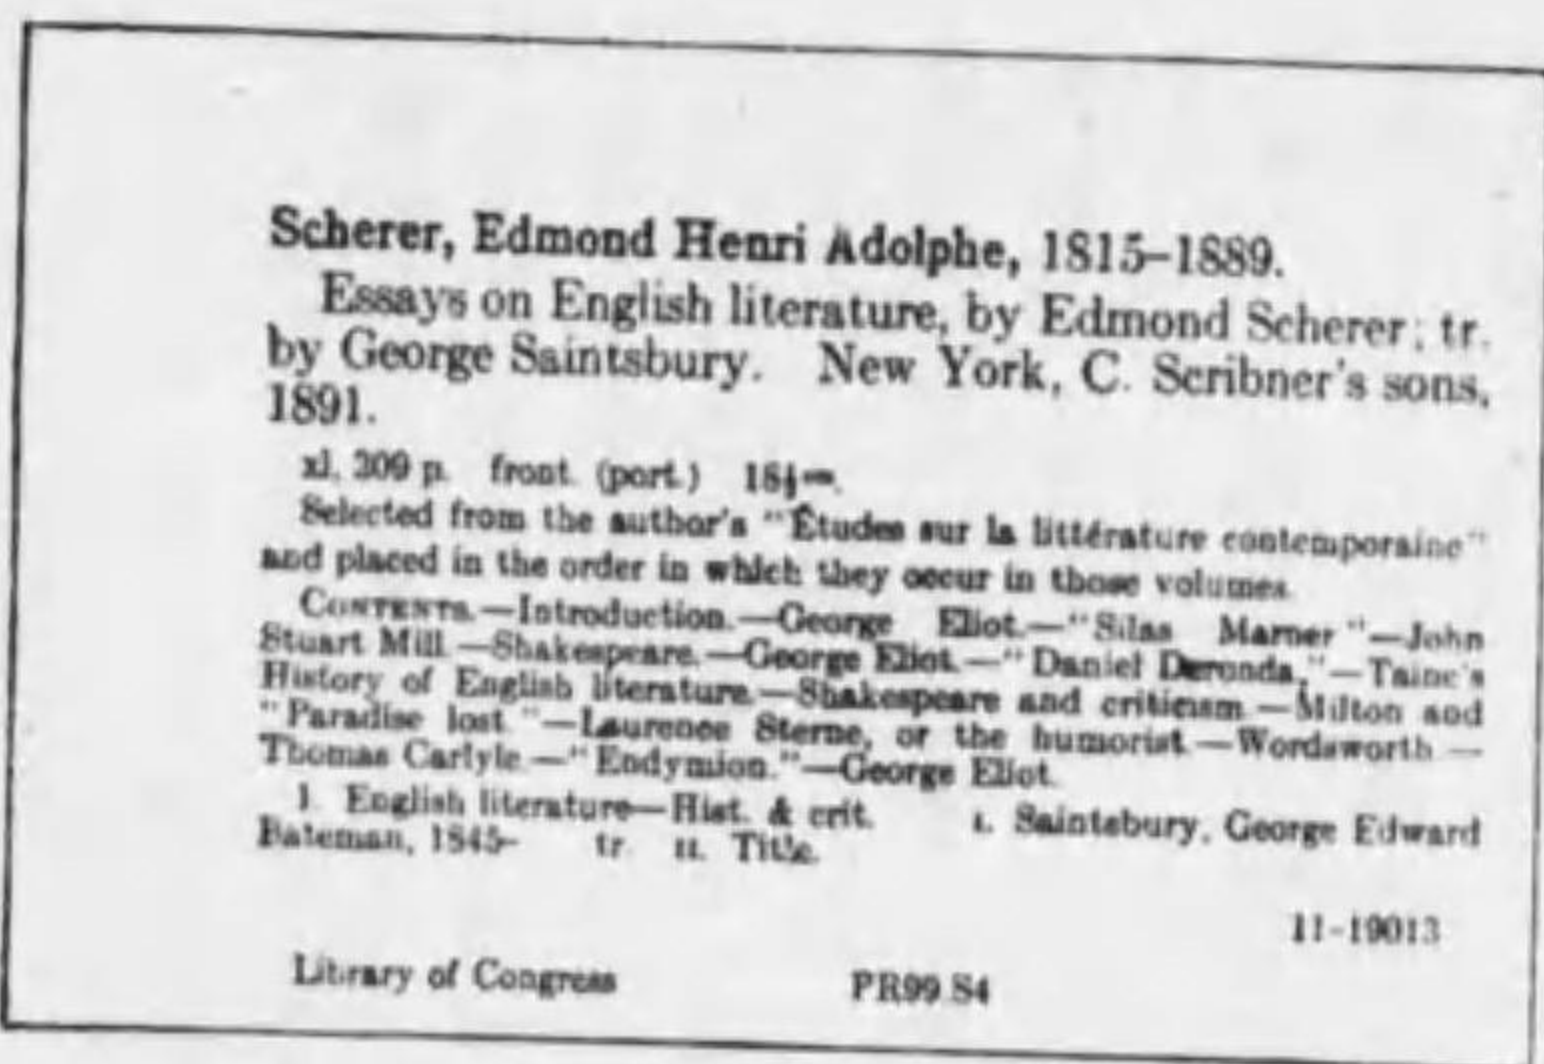 Scherer, Edmond Henri Adolphe, 1815–1889.
Essays on English literature, by Edmond Scherer; tr.
by George Saintsbury. New York, C. Scribner's sons,
1891.
xl, 309 p. front. (port.) 18½ᶜᵐ.
Selected from the author's "Études sur la littérature contemporaine"
and placed in the order in which they occur in those volumes.
CONTENTS.—Introduction.—George Eliot.—"Silas Marner"—John
Stuart Mill.—Shakespeare.—George Eliot.—"Daniel Deronda,"—Taine's
History of English literature.—Shakespeare and criticism.—Milton and
"Paradise lost."—Laurence Sterne, or the humorist.—Wordsworth.—
Thomas Carlyle.—"Endymion."—George Eliot.
1. English literature—Hist. & crit. I. Saintsbury, George Edward
Bateman, 1845– tr. II. Title.
11-19013
Library of Congress PR99.S4